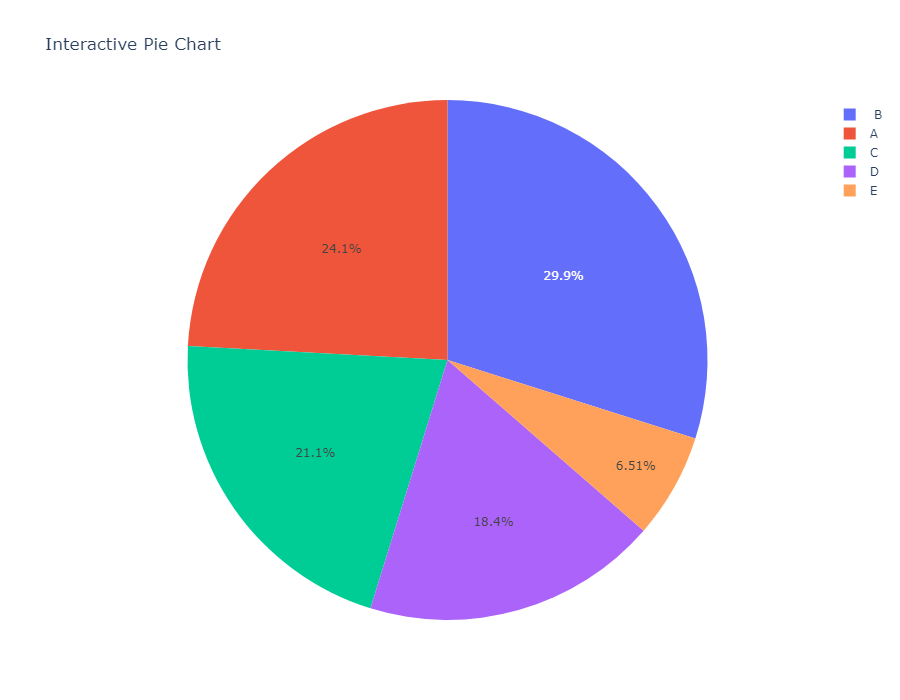 Interactive Pie Chart
B
A
C
D
E
24.1%
29.9%
21.1%
6.51%
18.4%